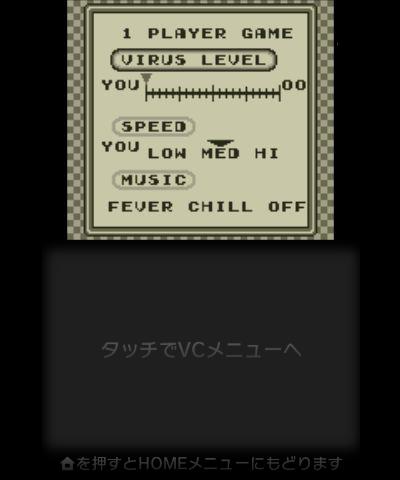 1 PLAYER GAME
VIRUS LEVEL
YOU 00
SPEED
YOU LOW MED HI
MUSIC
FEVER CHILL OFF
タッチでVCメニューへ
を押すとHOMEメニューにもどります